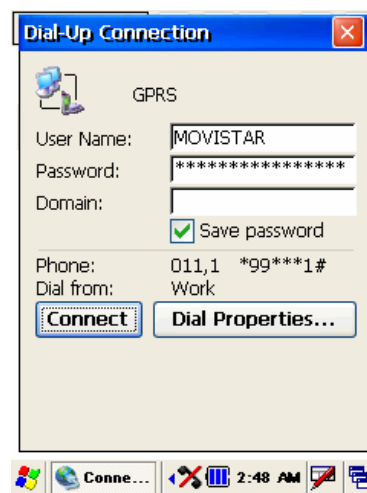 Dial-Up Connection
GPRS
User Name: MOVISTAR
Password: ****************
Domain:
Save password
Phone: 011,1 *99***1#
Dial from: Work
Connect Dial Properties...
Conne... 2:48 AM